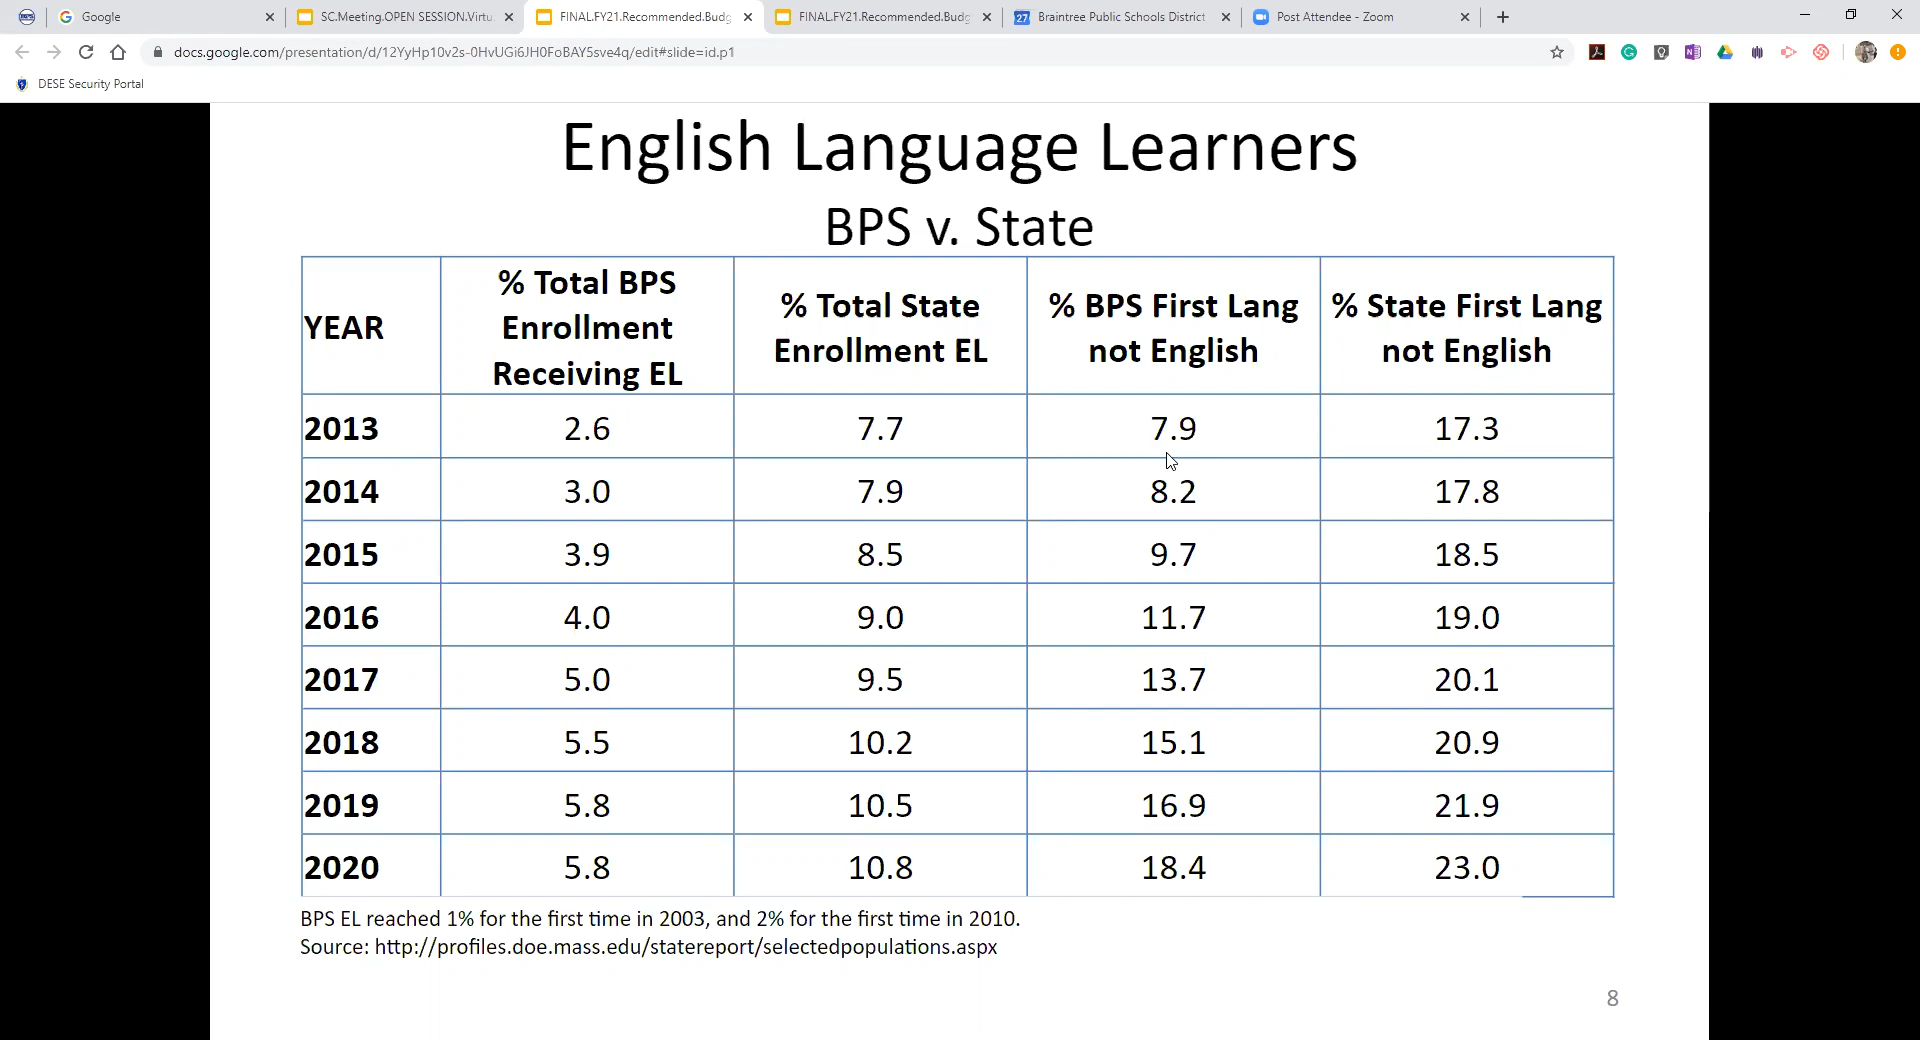 Google
SC.Meeting.OPEN SESSION.Virtu
FINAL.FY21.Recommended.Budg
FINAL.FY21.Recommended.Budg
27
Braintree Public Schools District
Post Attendee - Zoom
docs.google.com/presentation/d/12YyHp10v2s-0HvUGi6JH0FoBAY5sve4q/edit#slide=id.p1
DESE Security Portal
English Language Learners
BPS v. State
YEAR
% Total BPS
Enrollment
Receiving EL
% Total State
Enrollment EL
% BPS First Lang
not English
% State First Lang
not English
2013 2.6 7.7 7.9 17.3
2014 3.0 7.9 8.2 17.8
2015 3.9 8.5 9.7 18.5
2016 4.0 9.0 11.7 19.0
2017 5.0 9.5 13.7 20.1
2018 5.5 10.2 15.1 20.9
2019 5.8 10.5 16.9 21.9
2020 5.8 10.8 18.4 23.0
BPS EL reached 1% for the first time in 2003, and 2% for the first time in 2010.
Source: http://profiles.doe.mass.edu/statereport/selectedpopulations.aspx
8